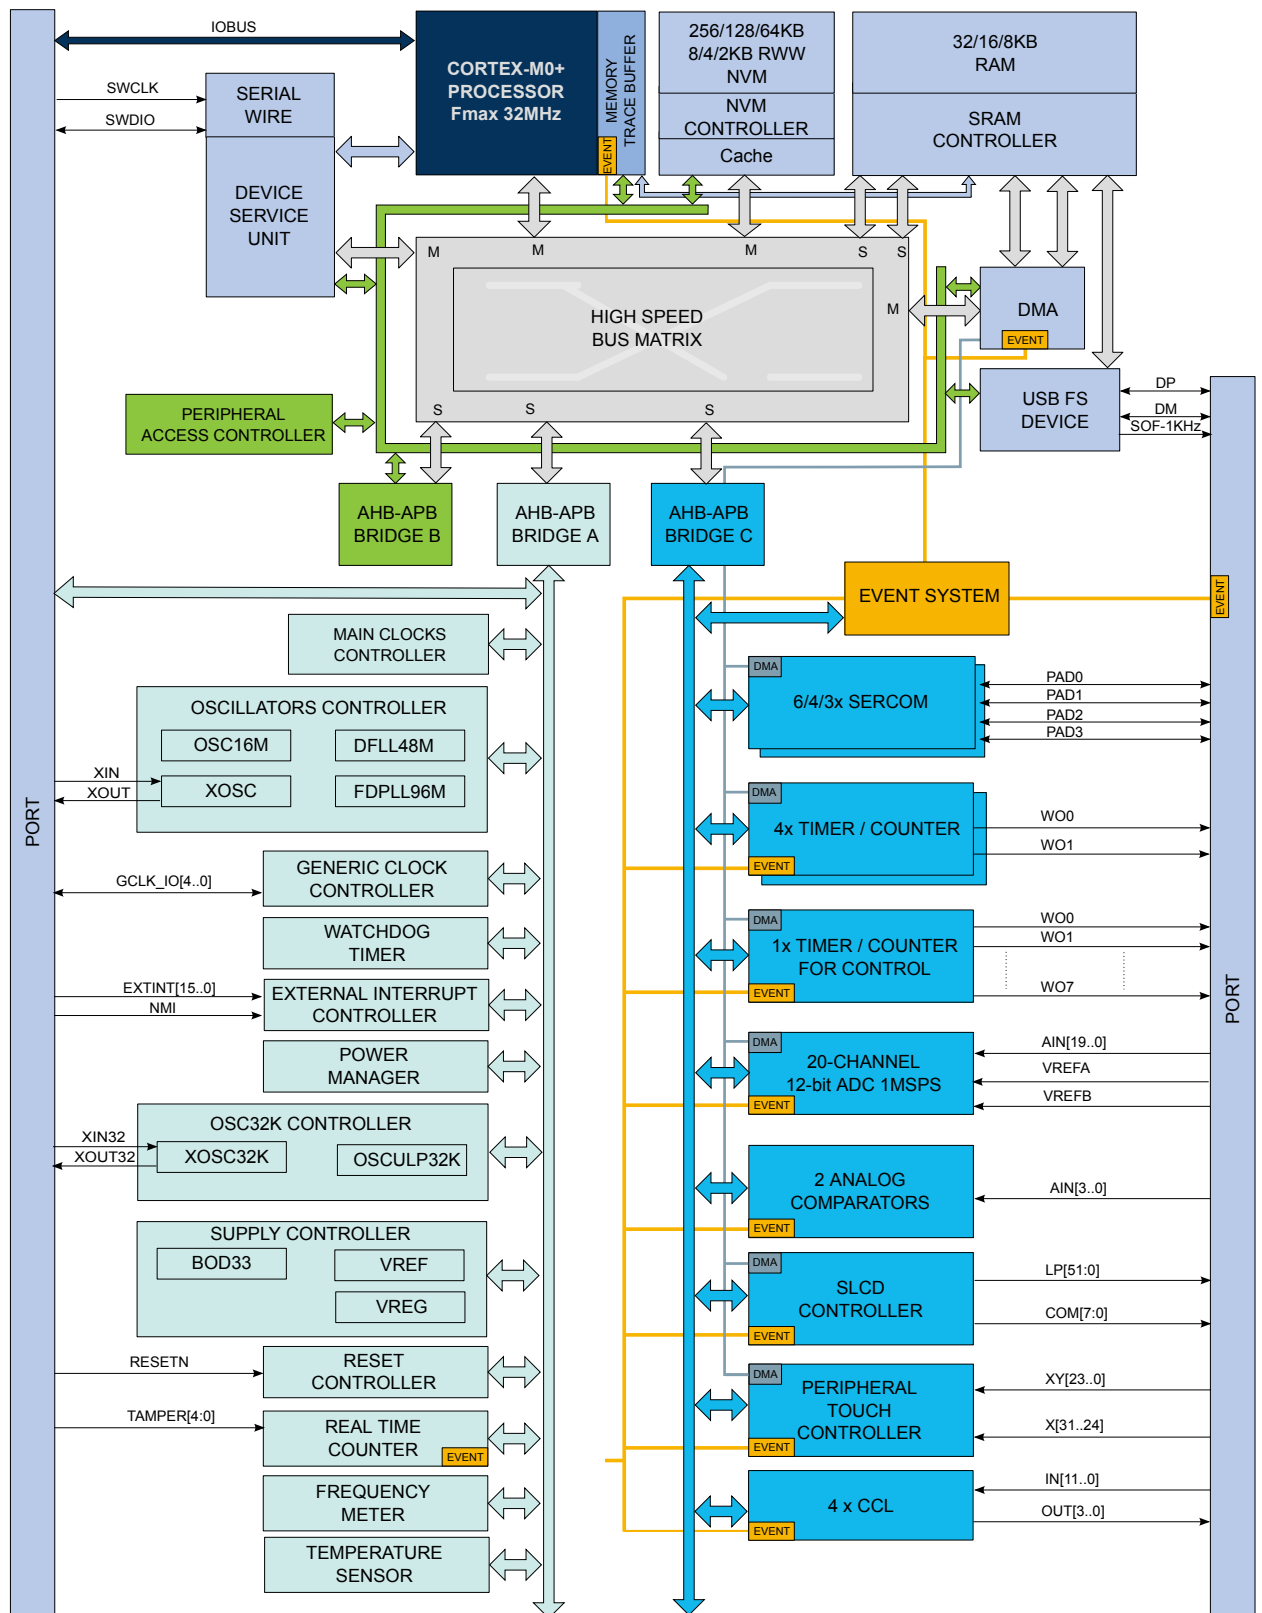 IOBUS
SWCLK
SWDIO
SERIAL
WIRE
DEVICE
SERVICE
UNIT
CORTEX-M0+
PROCESSOR
Fmax 32MHz
MEMORY
TRACE BUFFER
EVENT
256/128/64KB
8/4/2KB RWW
NVM
NVM
CONTROLLER
Cache
32/16/8KB
RAM
SRAM
CONTROLLER
M
M
M
S
S
M
HIGH SPEED
BUS MATRIX
S
S
S
DMA
EVENT
USB FS
DEVICE
DP
DM
SOF-1KHz
PERIPHERAL
ACCESS CONTROLLER
AHB-APB
BRIDGE B
AHB-APB
BRIDGE A
AHB-APB
BRIDGE C
EVENT SYSTEM
EVENT
PORT
MAIN CLOCKS
CONTROLLER
OSCILLATORS CONTROLLER
OSC16M
DFLL48M
XOSC
FDPLL96M
XIN
XOUT
GENERIC CLOCK
CONTROLLER
GCLK_IO[4..0]
WATCHDOG
TIMER
EXTERNAL INTERRUPT
CONTROLLER
EXTINT[15..0]
NMI
POWER
MANAGER
OSC32K CONTROLLER
XOSC32K
OSCULP32K
XIN32
XOUT32
SUPPLY CONTROLLER
BOD33
VREF
VREG
RESETN
RESET
CONTROLLER
TAMPER[4:0]
REAL TIME
COUNTER
EVENT
FREQUENCY
METER
TEMPERATURE
SENSOR
DMA
6/4/3x SERCOM
PAD0
PAD1
PAD2
PAD3
DMA
4x TIMER / COUNTER
EVENT
WO0
WO1
DMA
1x TIMER / COUNTER
FOR CONTROL
EVENT
WO0
WO1
WO7
DMA
20-CHANNEL
12-bit ADC 1MSPS
EVENT
AIN[19..0]
VREFA
VREFB
2 ANALOG
COMPARATORS
EVENT
AIN[3..0]
DMA
SLCD
CONTROLLER
EVENT
LP[51:0]
COM[7:0]
DMA
PERIPHERAL
TOUCH
CONTROLLER
EVENT
XY[23..0]
X[31..24]
4 x CCL
EVENT
IN[11..0]
OUT[3..0]
PORT